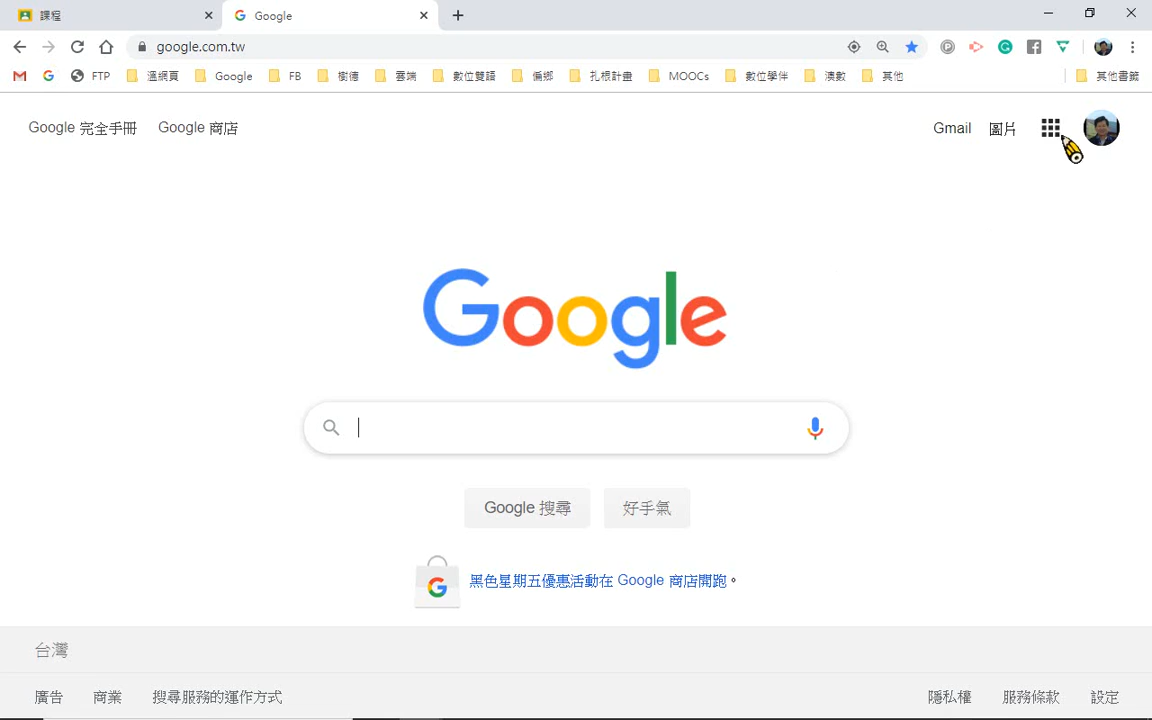 課程
Google
google.com.tw
FTP
溫網頁
Google
FB
樹德
雲端
數位雙語
偏鄉
扎根計畫
MOOCs
數位學伴
澳數
其他
其他書籤
Google 完全手冊
Google 商店
Gmail
圖片
Google
Google 搜尋
好手氣
黑色星期五優惠活動在 Google 商店開跑。
台灣
廣告
商業
搜尋服務的運作方式
隱私權
服務條款
設定